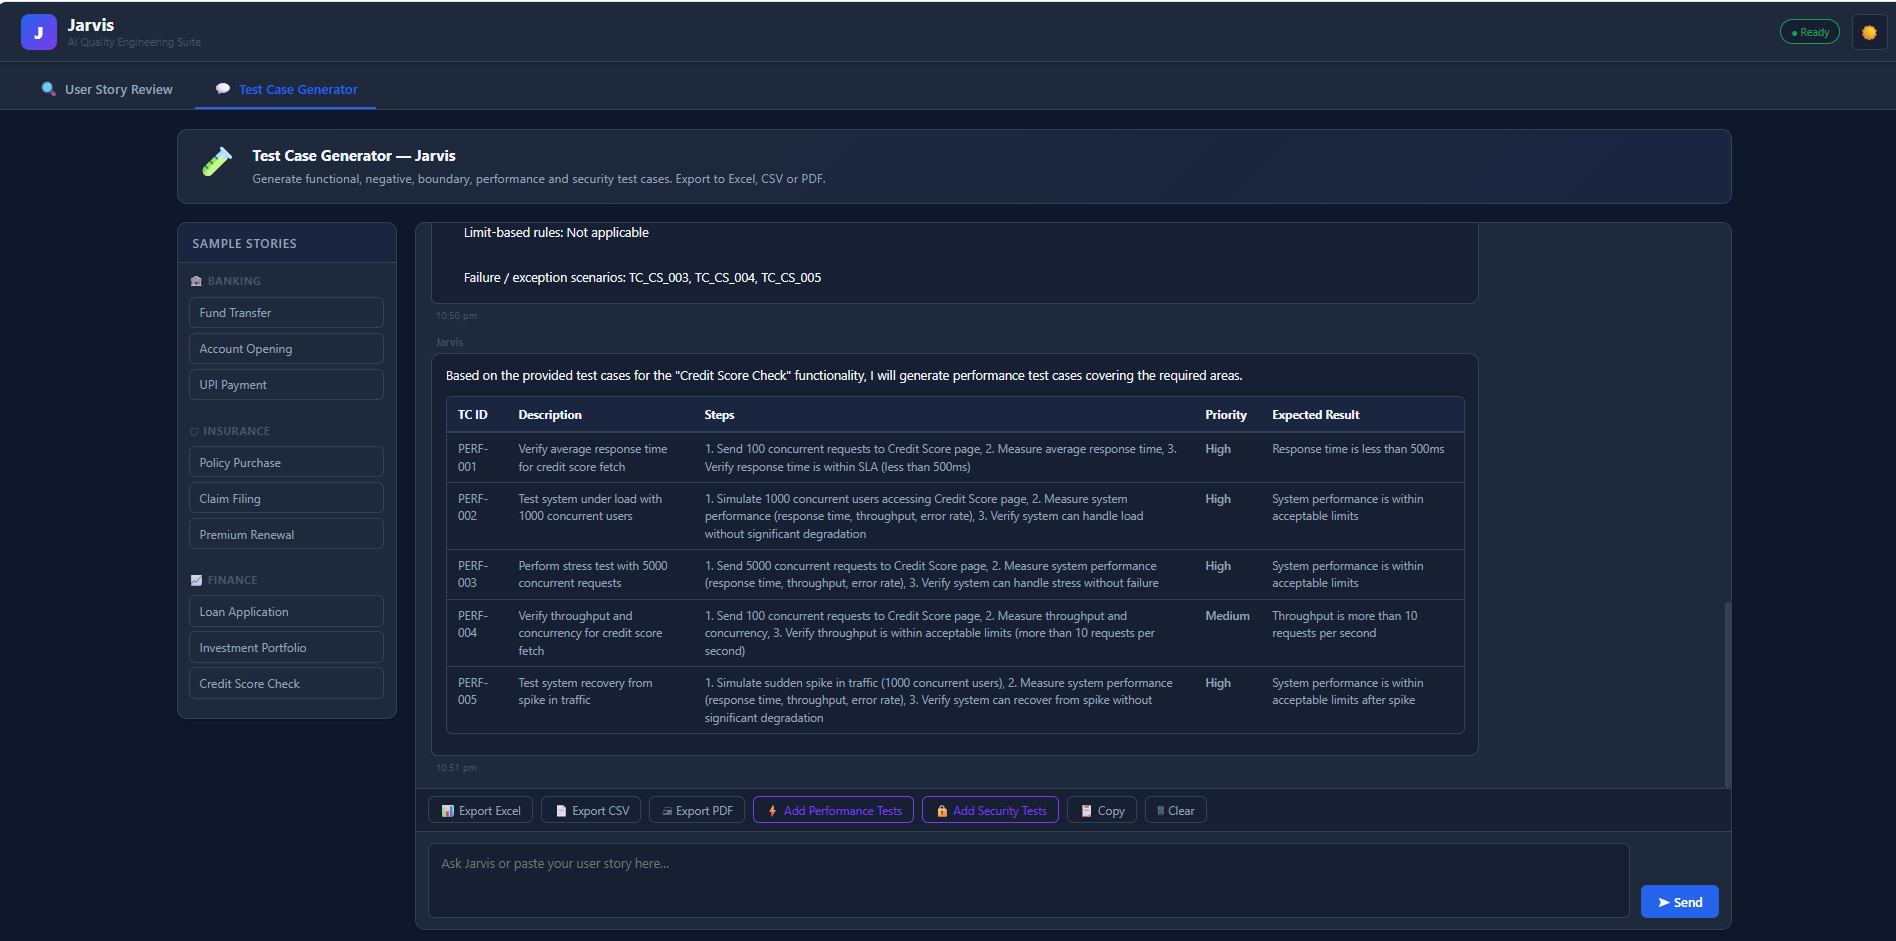 J
Jarvis
AI Quality Engineering Suite
● Ready
User Story Review
Test Case Generator
Test Case Generator — Jarvis
Generate functional, negative, boundary, performance and security test cases. Export to Excel, CSV or PDF.
SAMPLE STORIES
BANKING
Fund Transfer
Account Opening
UPI Payment
INSURANCE
Policy Purchase
Claim Filing
Premium Renewal
FINANCE
Loan Application
Investment Portfolio
Credit Score Check
Limit-based rules: Not applicable
Failure / exception scenarios: TC_CS_003, TC_CS_004, TC_CS_005
10:50 pm
Jarvis
Based on the provided test cases for the "Credit Score Check" functionality, I will generate performance test cases covering the required areas.
TC ID Description Steps Priority Expected Result
PERF-
001
Verify average response time
for credit score fetch
1. Send 100 concurrent requests to Credit Score page, 2. Measure average response time, 3.
Verify response time is within SLA (less than 500ms)
High
Response time is less than 500ms
PERF-
002
Test system under load with
1000 concurrent users
1. Simulate 1000 concurrent users accessing Credit Score page, 2. Measure system
performance (response time, throughput, error rate), 3. Verify system can handle load
without significant degradation
High
System performance is within
acceptable limits
PERF-
003
Perform stress test with 5000
concurrent requests
1. Send 5000 concurrent requests to Credit Score page, 2. Measure system performance
(response time, throughput, error rate), 3. Verify system can handle stress without failure
High
System performance is within
acceptable limits
PERF-
004
Verify throughput and
concurrency for credit score
fetch
1. Send 100 concurrent requests to Credit Score page, 2. Measure throughput and
concurrency, 3. Verify throughput is within acceptable limits (more than 10 requests per
second)
Medium
Throughput is more than 10
requests per second
PERF-
005
Test system recovery from
spike in traffic
1. Simulate sudden spike in traffic (1000 concurrent users), 2. Measure system performance
(response time, throughput, error rate), 3. Verify system can recover from spike without
significant degradation
High
System performance is within
acceptable limits after spike
10:51 pm
Export Excel
Export CSV
Export PDF
Add Performance Tests
Add Security Tests
Copy
Clear
Ask Jarvis or paste your user story here...
➤ Send